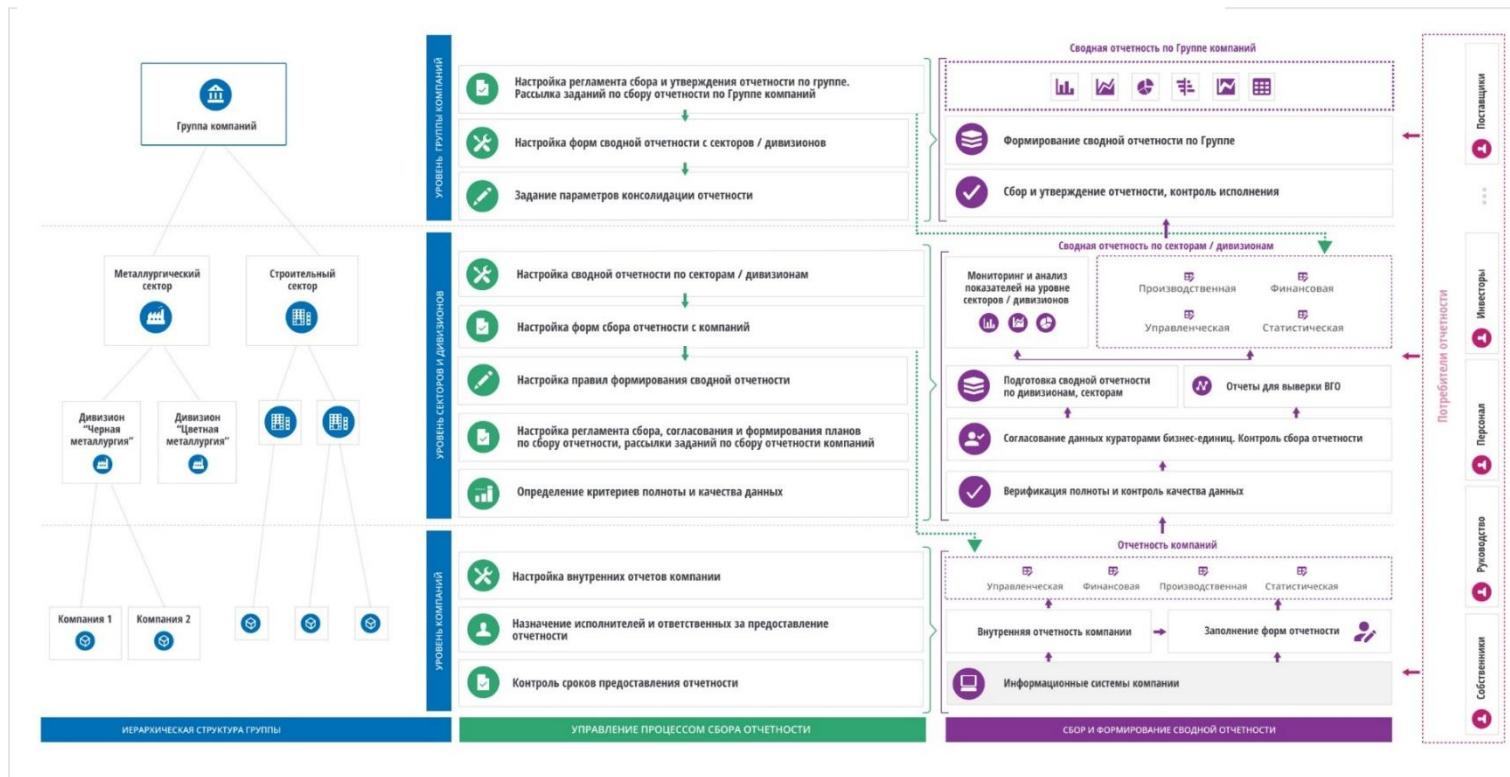 Группа компаний
Металлургический
сектор
Строительный
сектор
Дивизион
“Черная
металлургия”
Дивизион
“Цветная
металлургия”
Компания 1
Компания 2
ИЕРАРХИЧЕСКАЯ СТРУКТУРА ГРУППЫ
УРОВЕНЬ ГРУППЫ КОМПАНИЙ
Настройка регламента сбора и утверждения отчетности по группе.
Рассылка заданий по сбору отчетности по Группе компаний
Настройка форм сводной отчетности с секторов / дивизионов
Задание параметров консолидации отчетности
УРОВЕНЬ СЕКТОРОВ И ДИВИЗИОНОВ
Настройка сводной отчетности по секторам / дивизионам
Настройка форм сбора отчетности с компаний
Настройка правил формирования сводной отчетности
Настройка регламента сбора, согласования и формирования планов
по сбору отчетности, рассылки заданий по сбору отчетности компаний
Определение критериев полноты и качества данных
УРОВЕНЬ КОМПАНИЙ
Настройка внутренних отчетов компании
Назначение исполнителей и ответственных за предоставление
отчетности
Контроль сроков предоставления отчетности
УПРАВЛЕНИЕ ПРОЦЕССОМ СБОРА ОТЧЕТНОСТИ
Сводная отчетность по Группе компаний
Формирование сводной отчетности по Группе
Сбор и утверждение отчетности, контроль исполнения
Сводная отчетность по секторам / дивизионам
Мониторинг и анализ
показателей на уровне
секторов / дивизионов
Производственная
Финансовая
Управленческая
Статистическая
Подготовка сводной отчетности
по дивизионам, секторам
Отчеты для выверки ВГО
Согласование данных кураторами бизнес-единиц. Контроль сбора отчетности
Верификация полноты и контроль качества данных
Отчетность компаний
Управленческая
Финансовая
Производственная
Статистическая
Внутренняя отчетность компании
Заполнение форм отчетности
Информационные системы компании
СБОР И ФОРМИРОВАНИЕ СВОДНОЙ ОТЧЕТНОСТИ
Потребители отчетности
Поставщики
...
Инвесторы
Персонал
Руководство
Собственники